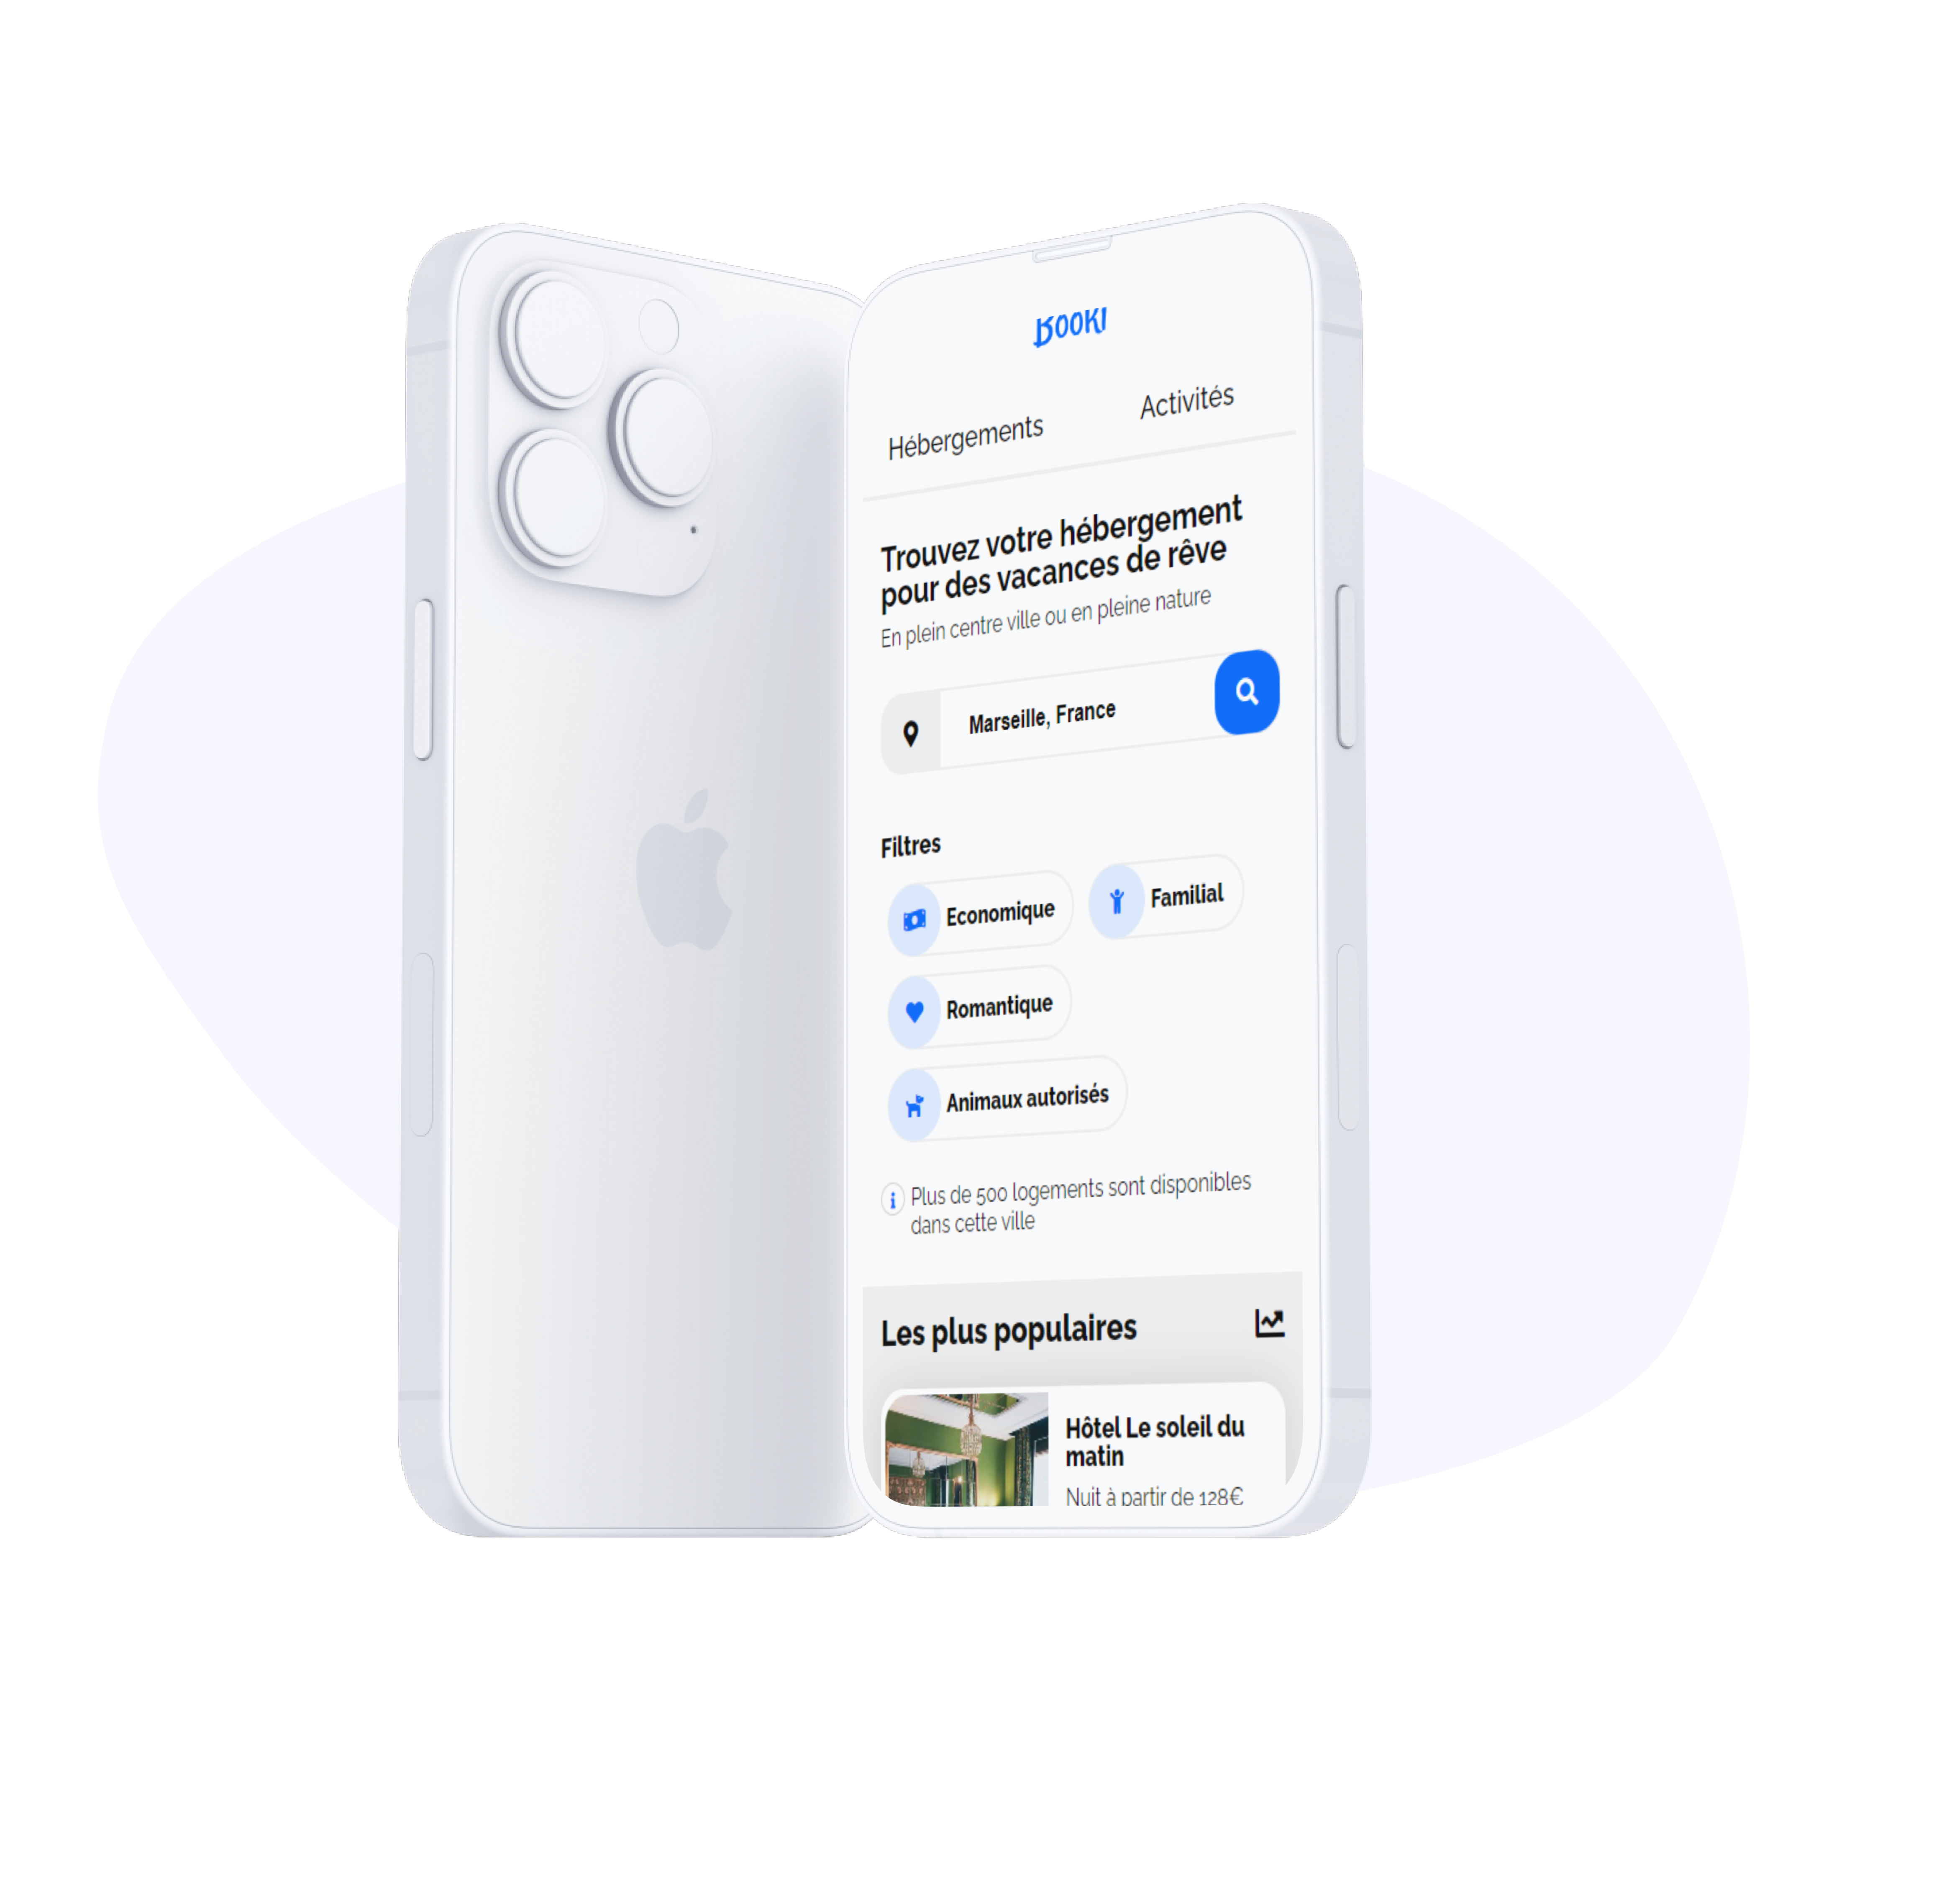 BOOKI
Hébergements
Activités
Trouvez votre hébergement
pour des vacances de rêve
En plein centre ville ou en pleine nature
Marseille, France
Filtres
Economique
Familial
Romantique
Animaux autorisés
Plus de 500 logements sont disponibles
dans cette ville
Les plus populaires
Hôtel Le soleil du
matin
Nuit à partir de 128€